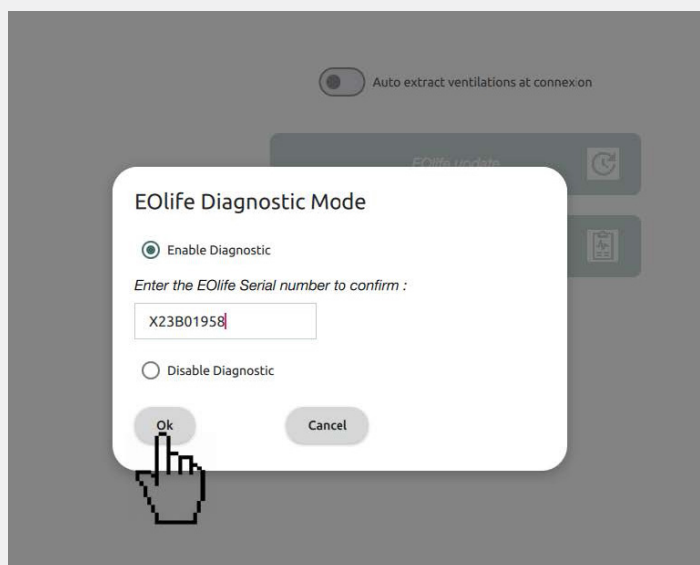 Auto extract ventilations at connexion
EOlife update
EOlife Diagnostic Mode
Enable Diagnostic
Enter the EOlife Serial number to confirm :
X23B01958
Disable Diagnostic
Ok
Cancel